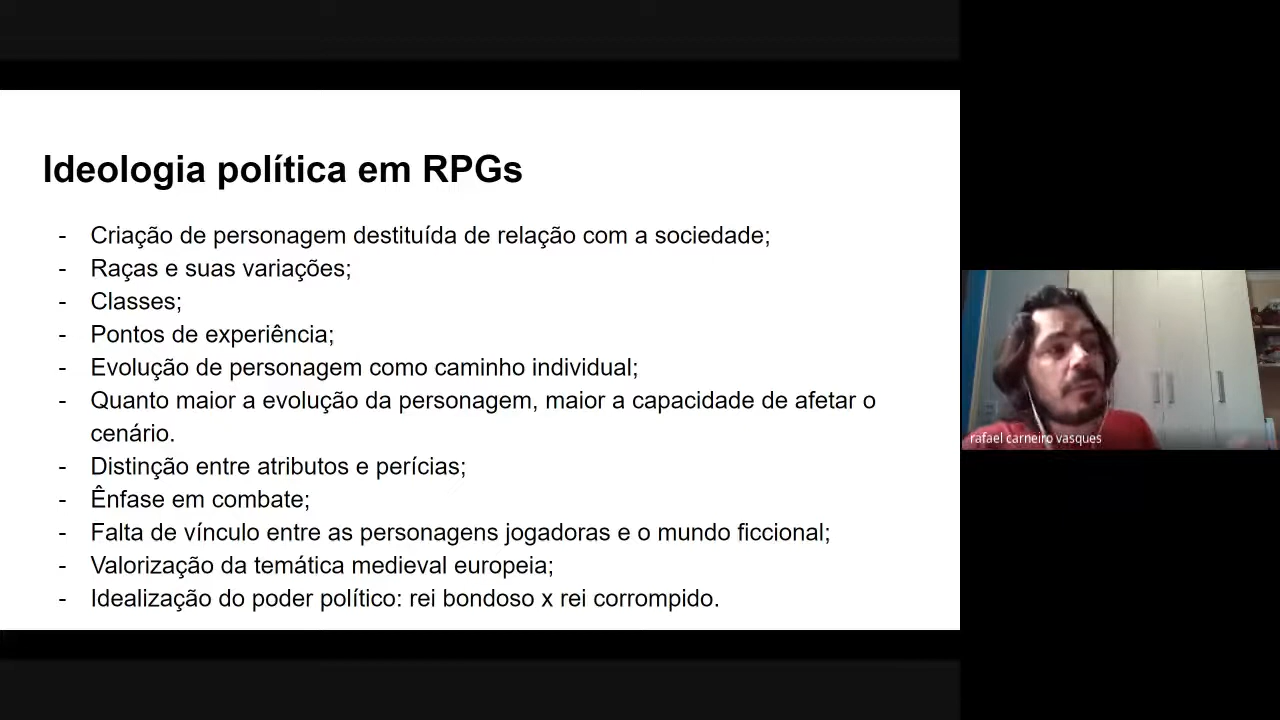 Ideologia política em RPGs
- Criação de personagem destituída de relação com a sociedade;
- Raças e suas variações;
- Classes;
- Pontos de experiência;
- Evolução de personagem como caminho individual;
- Quanto maior a evolução da personagem, maior a capacidade de afetar o
cenário.
- Distinção entre atributos e perícias;
- Ênfase em combate;
- Falta de vínculo entre as personagens jogadoras e o mundo ficcional;
- Valorização da temática medieval europeia;
- Idealização do poder político: rei bondoso x rei corrompido.
rafael carneiro vasques